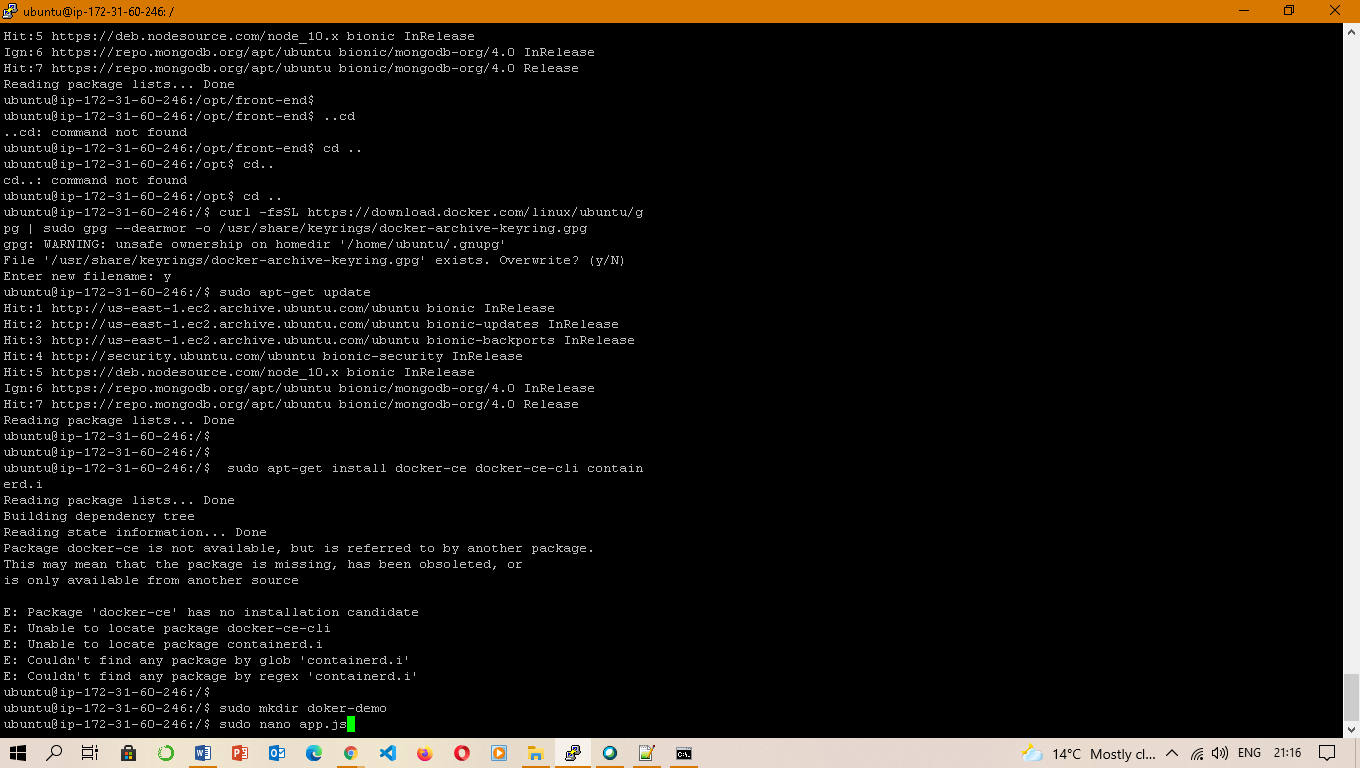 ubuntu@ip-172-31-60-246: /
Hit:5 https://deb.nodesource.com/node_10.x bionic InRelease
Ign:6 https://repo.mongodb.org/apt/ubuntu bionic/mongodb-org/4.0 InRelease
Hit:7 https://repo.mongodb.org/apt/ubuntu bionic/mongodb-org/4.0 Release
Reading package lists... Done
ubuntu@ip-172-31-60-246:/opt/front-end$
ubuntu@ip-172-31-60-246:/opt/front-end$ ..cd
..cd: command not found
ubuntu@ip-172-31-60-246:/opt/front-end$ cd ..
ubuntu@ip-172-31-60-246:/opt$ cd..
cd..: command not found
ubuntu@ip-172-31-60-246:/opt$ cd ..
ubuntu@ip-172-31-60-246:/$ curl -fsSL https://download.docker.com/linux/ubuntu/g
pg | sudo gpg --dearmor -o /usr/share/keyrings/docker-archive-keyring.gpg
gpg: WARNING: unsafe ownership on homedir '/home/ubuntu/.gnupg'
File '/usr/share/keyrings/docker-archive-keyring.gpg' exists. Overwrite? (y/N)
Enter new filename: y
ubuntu@ip-172-31-60-246:/$ sudo apt-get update
Hit:1 http://us-east-1.ec2.archive.ubuntu.com/ubuntu bionic InRelease
Hit:2 http://us-east-1.ec2.archive.ubuntu.com/ubuntu bionic-updates InRelease
Hit:3 http://us-east-1.ec2.archive.ubuntu.com/ubuntu bionic-backports InRelease
Hit:4 http://security.ubuntu.com/ubuntu bionic-security InRelease
Hit:5 https://deb.nodesource.com/node_10.x bionic InRelease
Ign:6 https://repo.mongodb.org/apt/ubuntu bionic/mongodb-org/4.0 InRelease
Hit:7 https://repo.mongodb.org/apt/ubuntu bionic/mongodb-org/4.0 Release
Reading package lists... Done
ubuntu@ip-172-31-60-246:/$
ubuntu@ip-172-31-60-246:/$
ubuntu@ip-172-31-60-246:/$  sudo apt-get install docker-ce docker-ce-cli contain
erd.i
Reading package lists... Done
Building dependency tree
Reading state information... Done
Package docker-ce is not available, but is referred to by another package.
This may mean that the package is missing, has been obsoleted, or
is only available from another source
E: Package 'docker-ce' has no installation candidate
E: Unable to locate package docker-ce-cli
E: Unable to locate package containerd.i
E: Couldn't find any package by glob 'containerd.i'
E: Couldn't find any package by regex 'containerd.i'
ubuntu@ip-172-31-60-246:/$
ubuntu@ip-172-31-60-246:/$ sudo mkdir doker-demo
ubuntu@ip-172-31-60-246:/$ sudo nano app.js
14°C Mostly cl... ENG 21:16